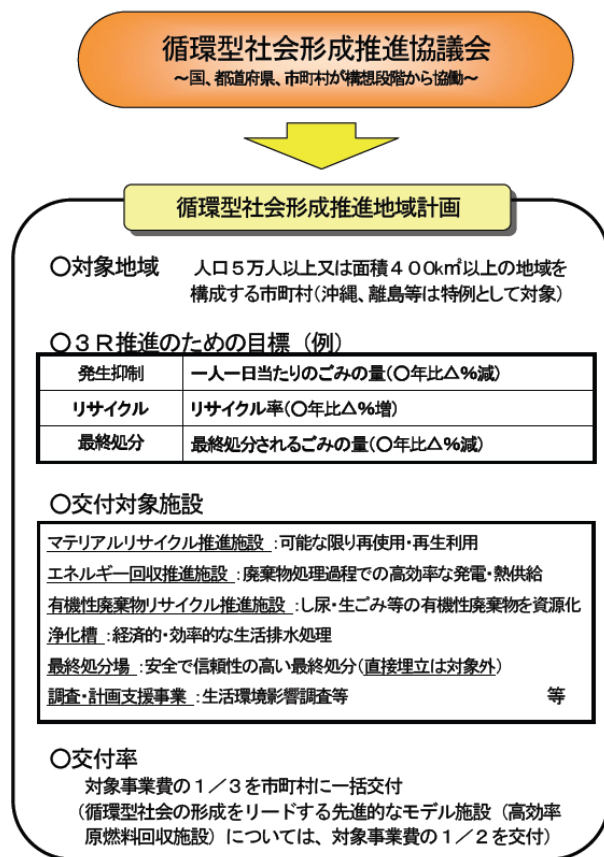 循環型社会形成推進協議会
～国、都道府県、市町村が構想段階から協働～
循環型社会形成推進地域計画
○対象地域　人口５万人以上又は面積４００k㎡以上の地域を
構成する市町村（沖縄、離島等は特例として対象）
○３Ｒ推進のための目標（例）
発生抑制　一人一日当たりのごみの量（○年比△％減）
リサイクル　リサイクル率（○年比△％増）
最終処分　最終処分されるごみの量（○年比△％減）
○交付対象施設
マテリアルリサイクル推進施設：可能な限り再使用・再生利用
エネルギー回収推進施設：廃棄物処理過程での高効率な発電・熱供給
有機性廃棄物リサイクル推進施設：し尿・生ごみ等の有機性廃棄物を資源化
浄化槽：経済的・効率的な生活排水処理
最終処分場：安全で信頼性の高い最終処分（直接埋立は対象外）
調査・計画支援事業：生活環境影響調査等　等
○交付率
対象事業費の１／３を市町村に一括交付
（循環型社会の形成をリードする先進的なモデル施設（高効率
原燃料回収施設）については、対象事業費の１／２を交付）